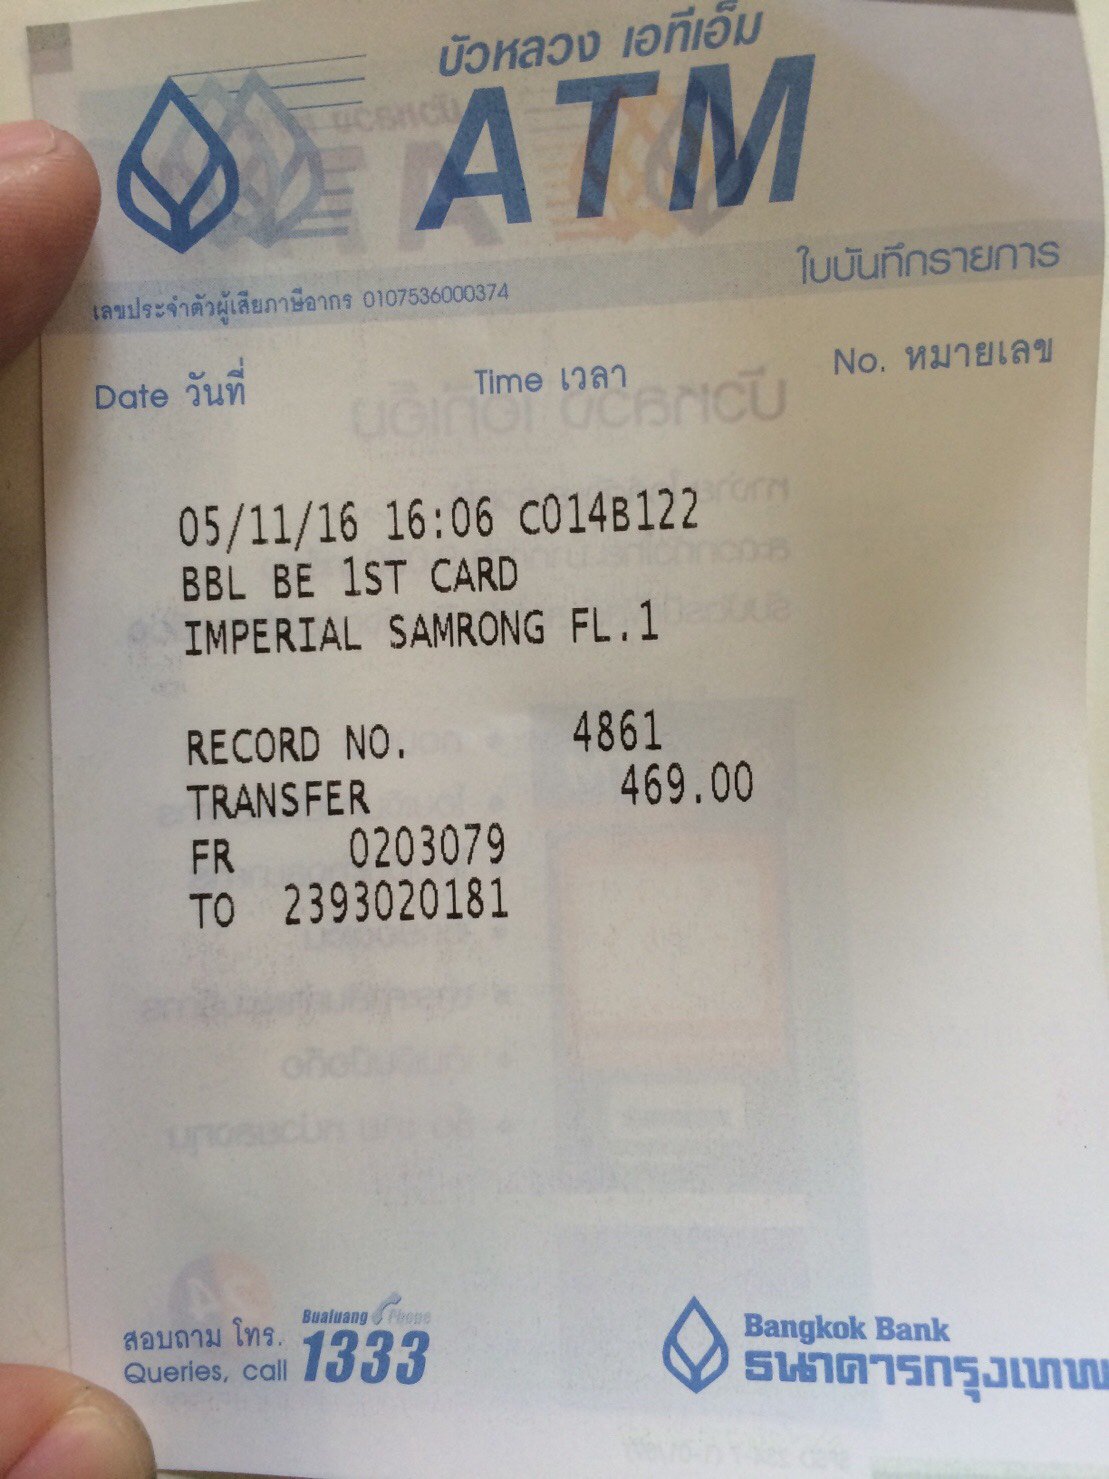 บัวหลวง เอทีเอ็ม
ATM
ใบบันทึกรายการ
เลขประจำตัวผู้เสียภาษีอากร 0107536000374
Date วันที่ Time เวลา No. หมายเลข
05/11/16 16:06 C014B122
BBL BE 1ST CARD
IMPERIAL SAMRONG FL.1
RECORD NO. 4861
TRANSFER 469.00
FR 0203079
TO 2393020181
สอบถาม โทร. Bualuang Phone
Queries, call 1333
Bangkok Bank
ธนาคารกรุงเทพ